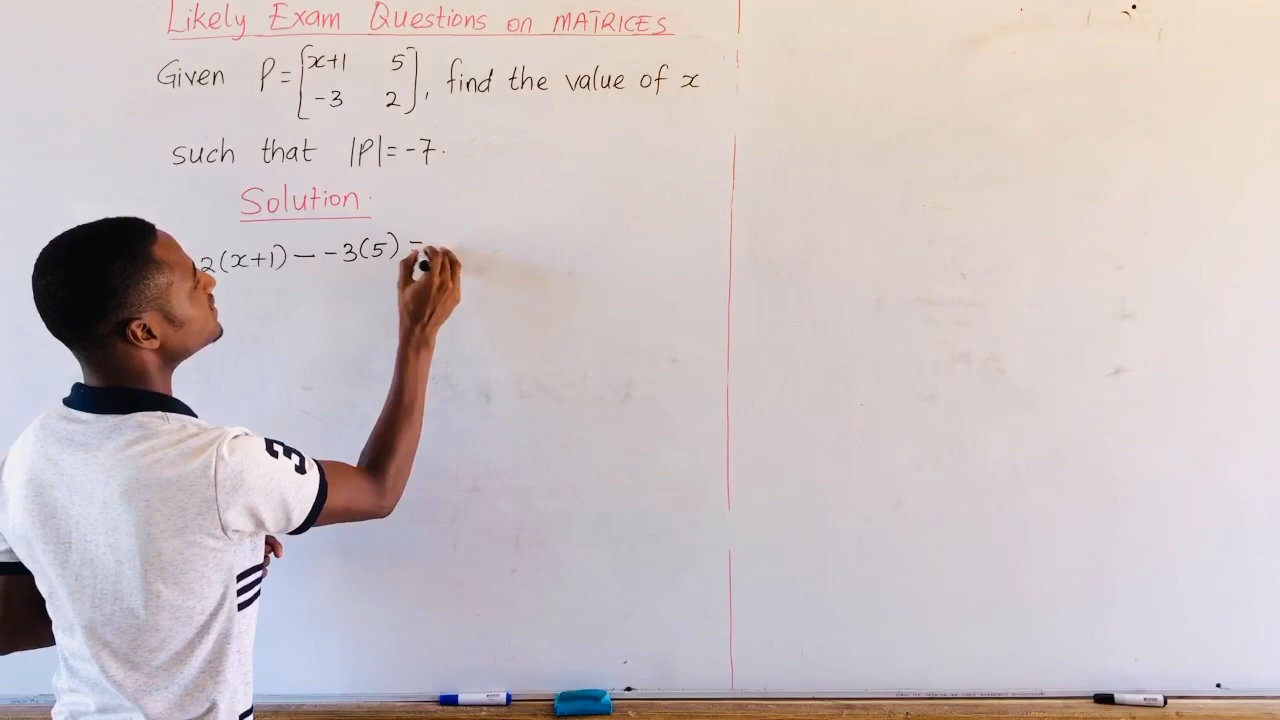 Likely Exam Questions on MATRICES
Given P = [x+1 5
-3 2], find the value of x
such that |P| = -7.
Solution.
2(x+1) - -3(5) =
3